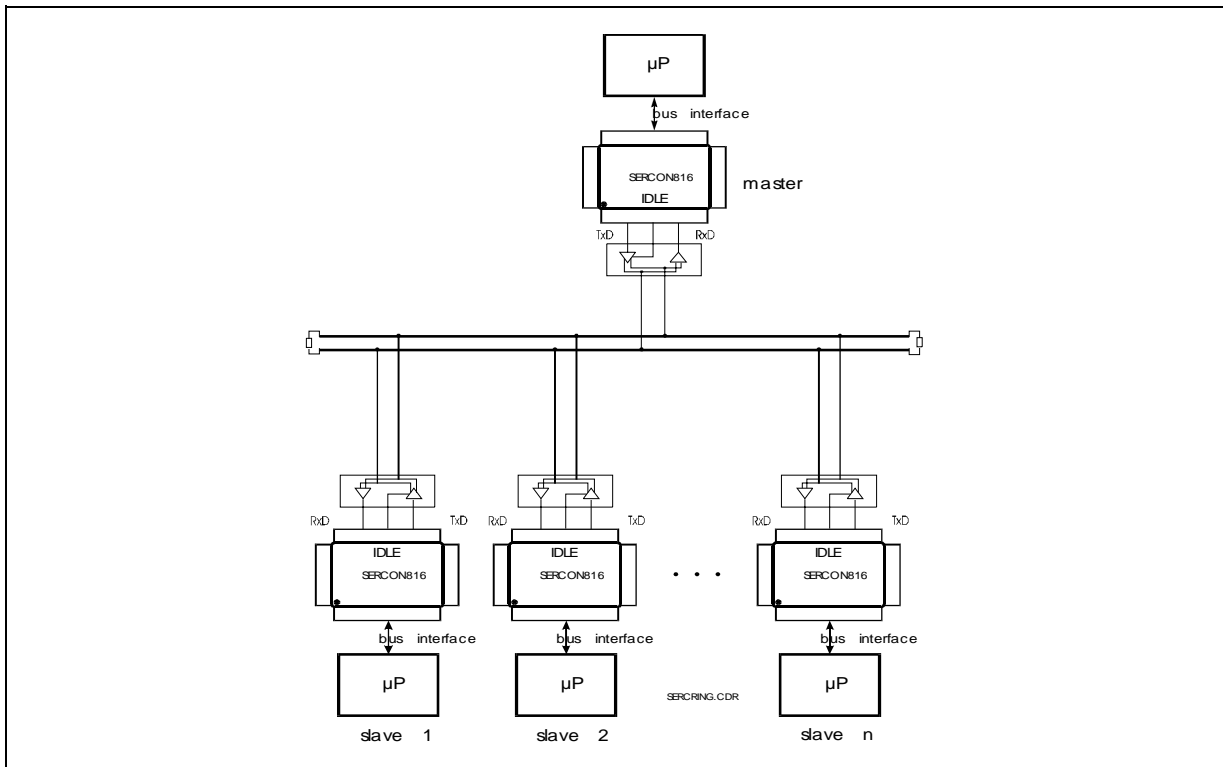 µP
bus interface
SERCON816
IDLE
master
TxD RxD
RxD TxD RxD TxD RxD TxD
IDLE IDLE IDLE
SERCON816 SERCON816 . . . SERCON816
bus interface bus interface bus interface
µP µP SERCRING.CDR µP
slave 1 slave 2 slave n